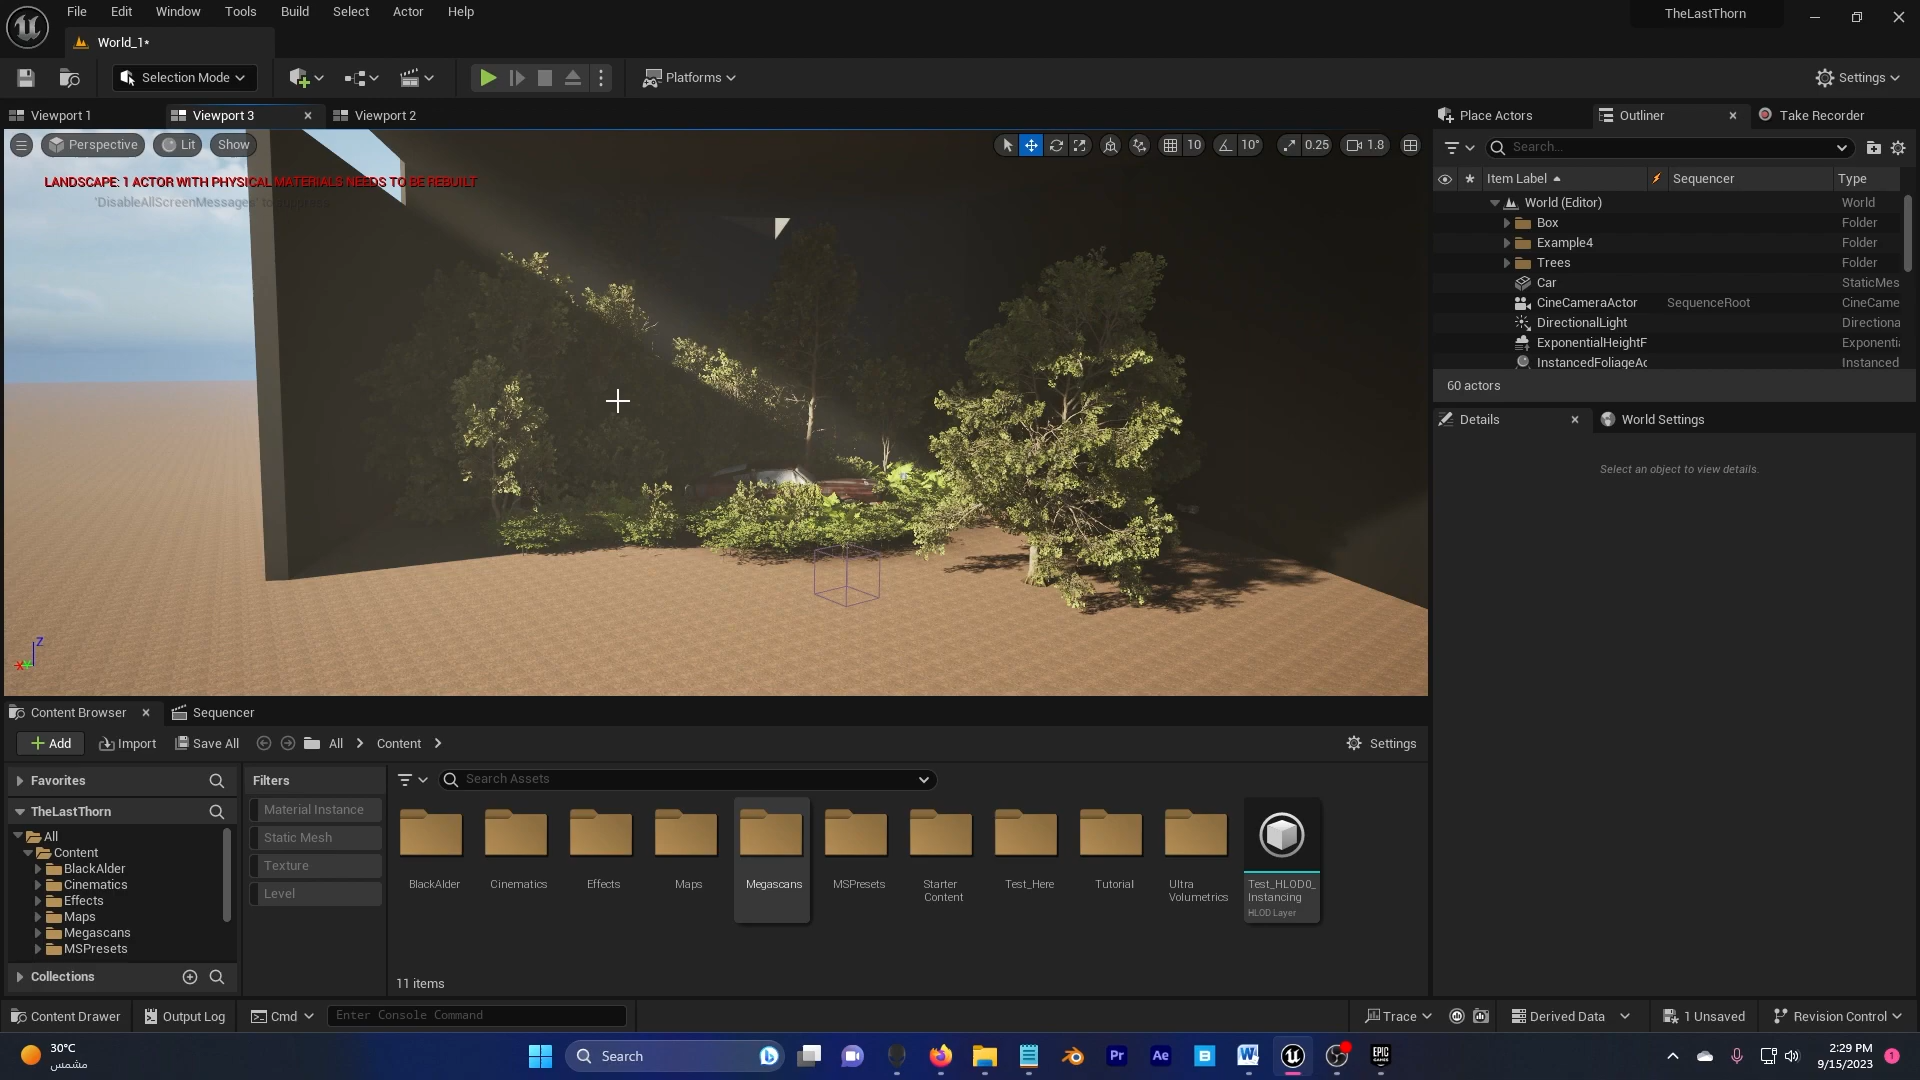 File Edit Window Tools Build Select Actor Help
TheLastThorn
World_1*
Selection Mode
Platforms
Settings
Viewport 1
Viewport 3
Viewport 2
Place Actors
Outliner
Take Recorder
Perspective
Lit
Show
10
10°
0.25
1.8
LANDSCAPE: 1 ACTOR WITH PHYSICAL MATERIALS NEEDS TO BE REBUILT
'DisableAllScreenMessages' to
Search...
Item Label
Sequencer
Type
World (Editor) World
Box Folder
Example4 Folder
Trees Folder
Car StaticMes
CineCameraActor SequenceRoot CineCame
DirectionalLight Directiona
ExponentialHeightF Exponentia
InstancedFoliageAc Instanced
60 actors
Details
World Settings
Select an object to view details.
Z
Content Browser
Sequencer
Add
Import
Save All
All
Content
Settings
Favorites
TheLastThorn
All
Content
BlackAlder
Cinematics
Effects
Maps
Megascans
MSPresets
Collections
Filters
Material Instance
Static Mesh
Texture
Level
Search Assets
BlackAlder
Cinematics
Effects
Maps
Megascans
MSPresets
Starter
Content
Test_Here
Tutorial
Ultra
Volumetrics
Test_HLOD0_
Instancing
HLOD Layer
11 items
Content Drawer
Output Log
Cmd
Enter Console Command
Trace
Derived Data
1 Unsaved
Revision Control
30°C
مشمس
Search
Pr
Ae
W
EPIC
GAMES
2:29 PM
9/15/2023
1